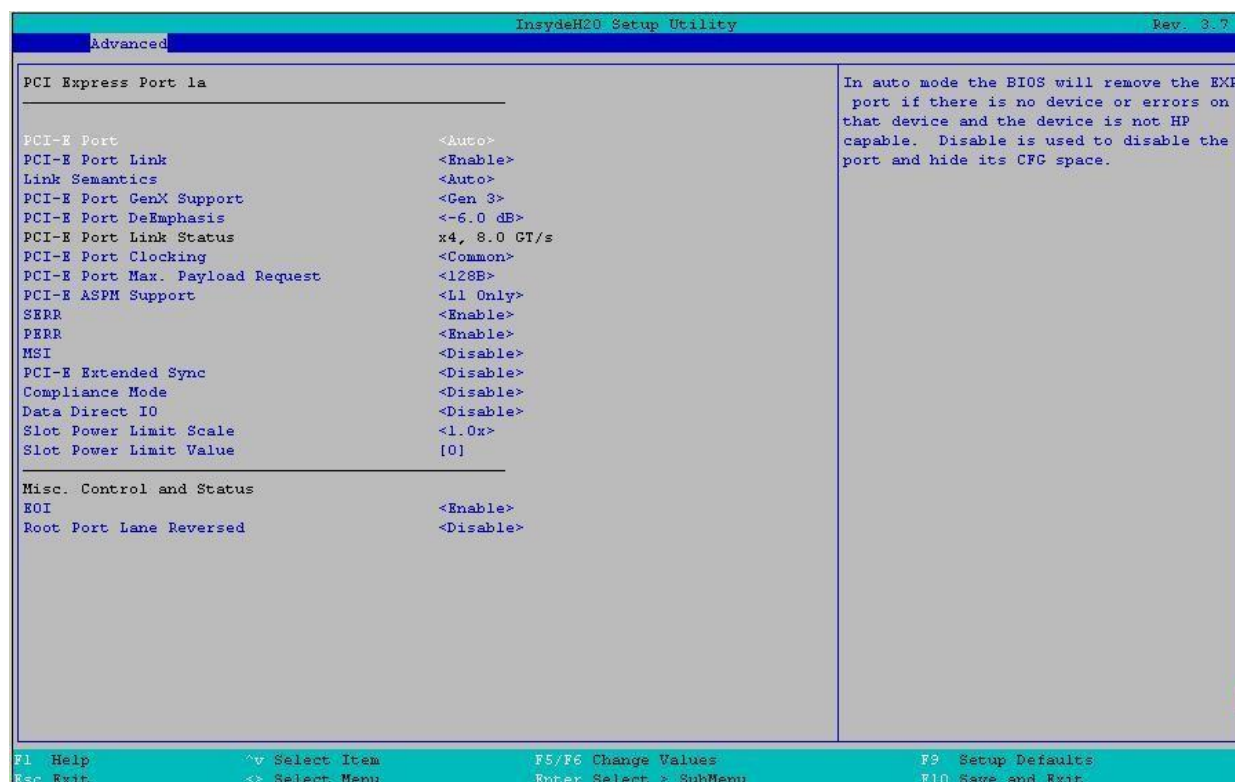 InsydeH20 Setup Utility Rev. 3.7
Advanced
PCI Express Port 1a
PCI-E Port <Auto>
PCI-E Port Link <Enable>
Link Semantics <Auto>
PCI-E Port GenX Support <Gen 3>
PCI-E Port DeEmphasis <-6.0 dB>
PCI-E Port Link Status x4, 8.0 GT/s
PCI-E Port Clocking <Common>
PCI-E Port Max. Payload Request <128B>
PCI-E ASPM Support <L1 Only>
SERR <Enable>
PERR <Enable>
MSI <Disable>
PCI-E Extended Sync <Disable>
Compliance Mode <Disable>
Data Direct IO <Disable>
Slot Power Limit Scale <1.0x>
Slot Power Limit Value [0]
Misc. Control and Status
EOI <Enable>
Root Port Lane Reversed <Disable>
In auto mode the BIOS will remove the EXP
port if there is no device or errors on
that device and the device is not HP
capable. Disable is used to disable the
port and hide its CFG space.
F1 Help ^v Select Item F5/F6 Change Values F9 Setup Defaults
Esc Exit <> Select Menu Enter Select > SubMenu F10 Save and Exit